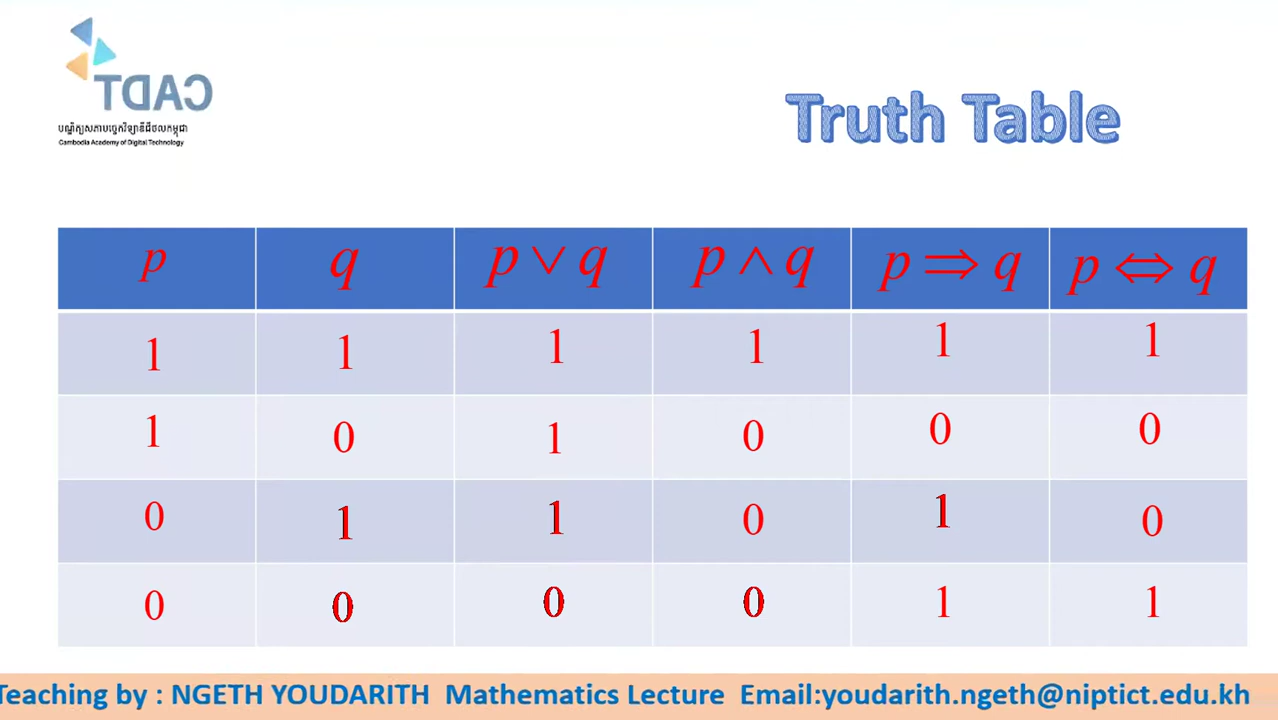 CADT
បណ្ឌិត្យសភាបច្ចេកវិទ្យាឌីជីថលកម្ពុជា
Cambodia Academy of Digital Technology
Truth Table
p q p ∨ q p ∧ q p ⇒ q p ⇔ q
1 1 1 1 1 1
1 0 1 0 0 0
0 1 1 0 1 0
0 0 0 0 1 1
Teaching by : NGETH YOUDARITH Mathematics Lecture Email:youdarith.ngeth@niptict.edu.kh